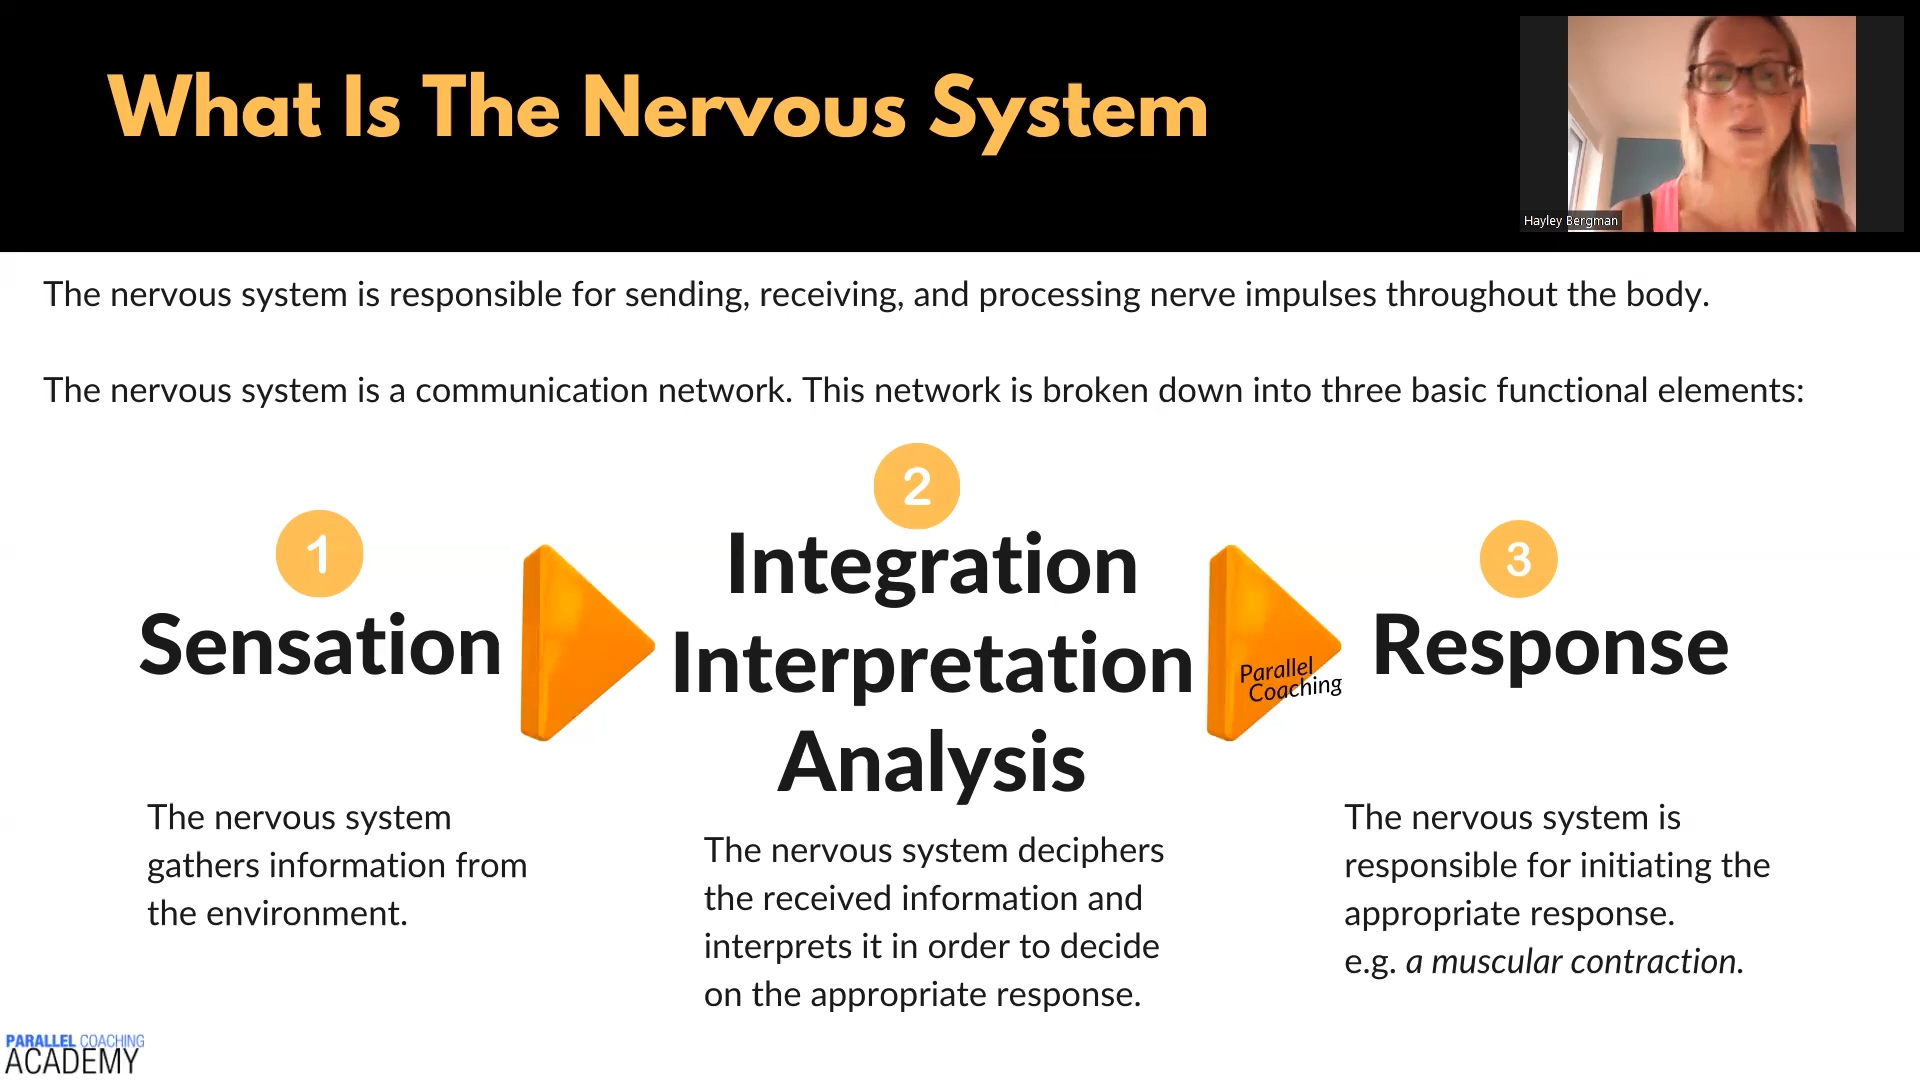 What Is The Nervous System
Hayley Bergman
The nervous system is responsible for sending, receiving, and processing nerve impulses throughout the body.
The nervous system is a communication network. This network is broken down into three basic functional elements:
1
Sensation
The nervous system
gathers information from
the environment.
2
Integration
Interpretation
Analysis
The nervous system deciphers
the received information and
interprets it in order to decide
on the appropriate response.
Parallel
Coaching
3
Response
The nervous system is
responsible for initiating the
appropriate response.
e.g. a muscular contraction.
PARALLEL COACHING
ACADEMY